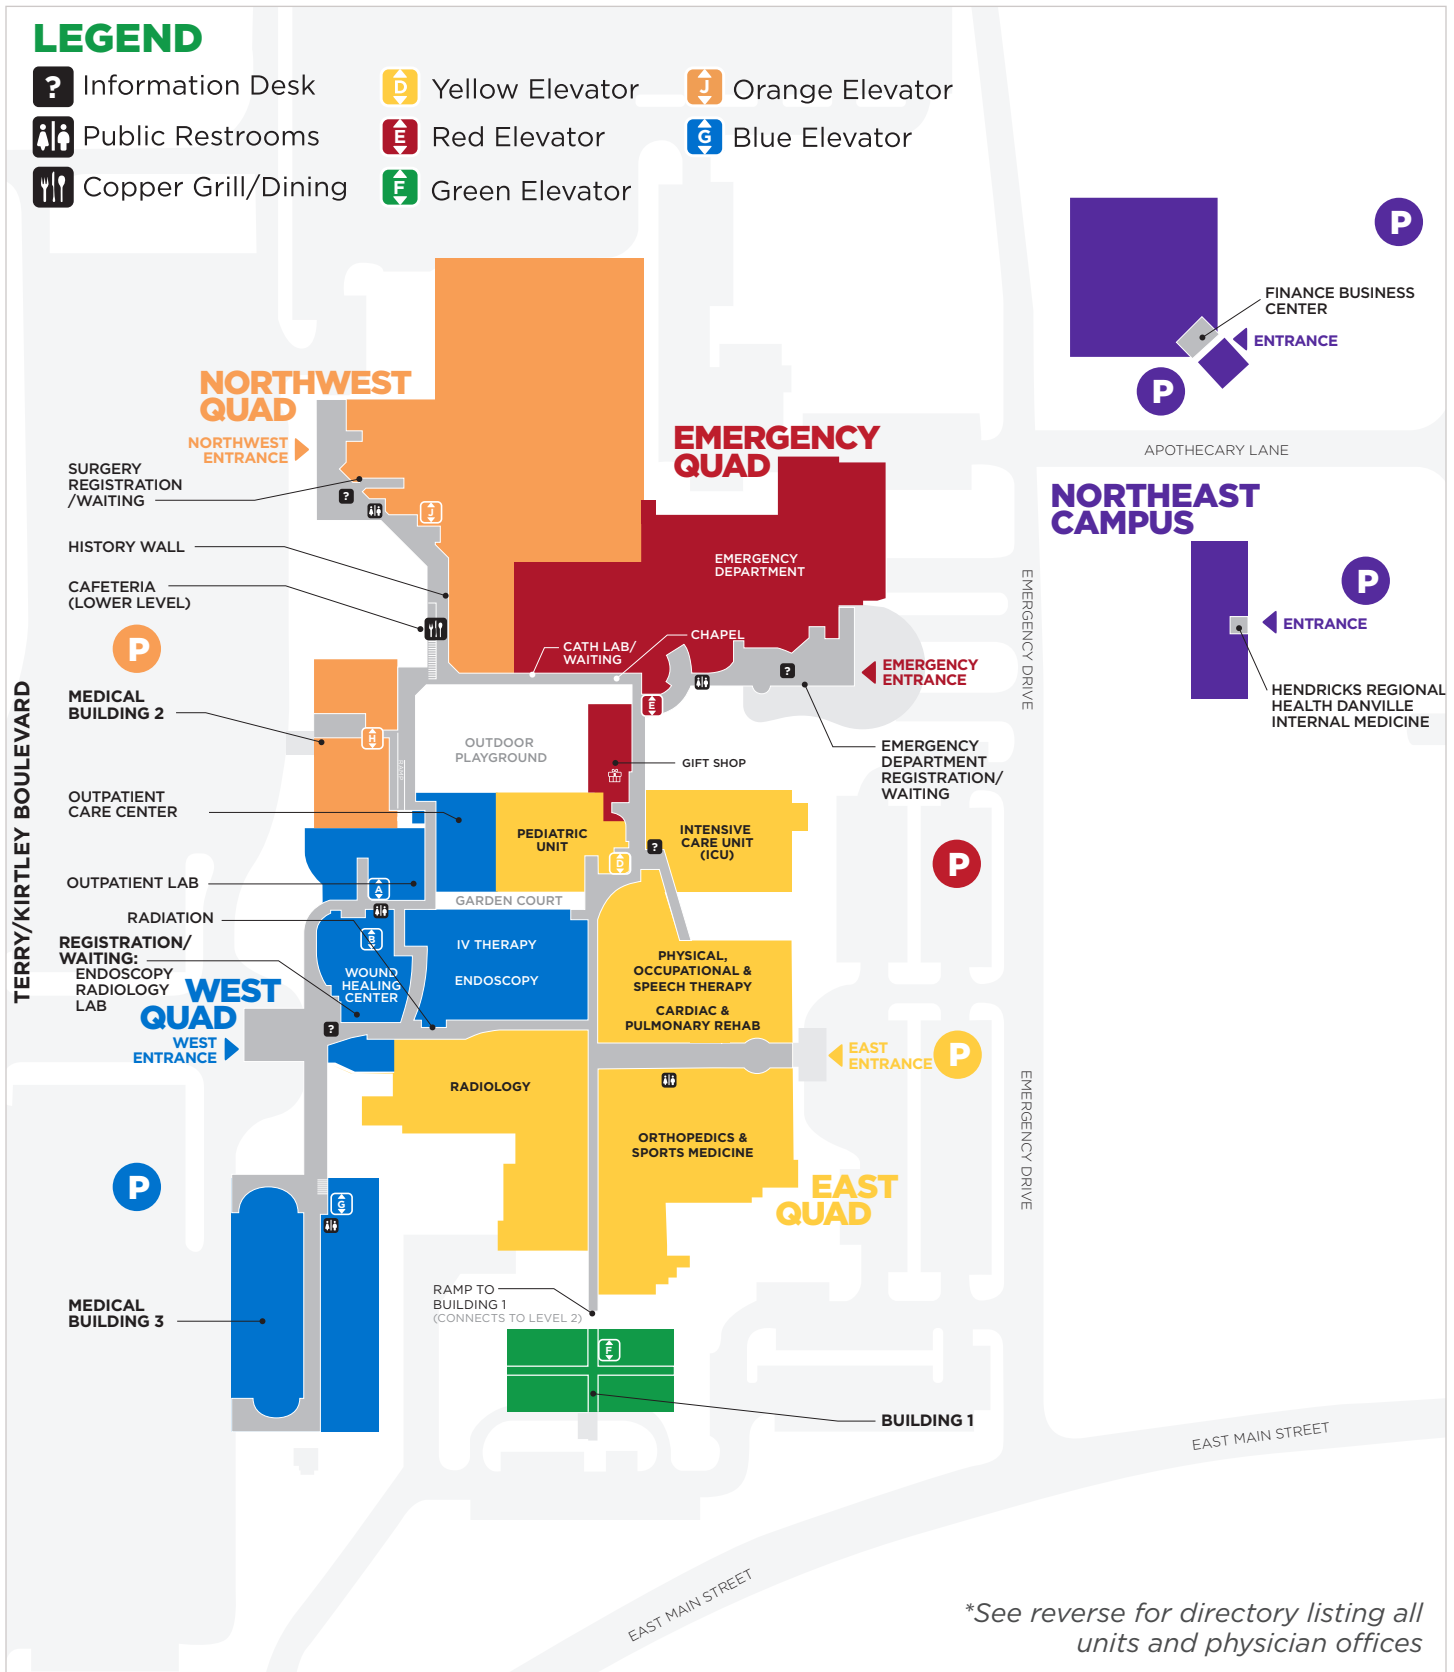 LEGEND
?
Information Desk
Public Restrooms
Copper Grill/Dining
D
Yellow Elevator
E
Red Elevator
F
Green Elevator
J
Orange Elevator
G
Blue Elevator
P
FINANCE BUSINESS
CENTER
ENTRANCE
P
APOTHECARY LANE
NORTHEAST
CAMPUS
P
ENTRANCE
HENDRICKS REGIONAL
HEALTH DANVILLE
INTERNAL MEDICINE
NORTHWEST
QUAD
NORTHWEST
ENTRANCE
SURGERY
REGISTRATION
/WAITING
?
J
HISTORY WALL
CAFETERIA
(LOWER LEVEL)
P
EMERGENCY
QUAD
EMERGENCY
DEPARTMENT
CHAPEL
CATH LAB/
WAITING
?
E
EMERGENCY
ENTRANCE
EMERGENCY DRIVE
EMERGENCY
DEPARTMENT
REGISTRATION/
WAITING
TERRY/KIRTLEY BOULEVARD
MEDICAL
BUILDING 2
H
RAMP
OUTDOOR
PLAYGROUND
GIFT SHOP
OUTPATIENT
CARE CENTER
PEDIATRIC
UNIT
INTENSIVE
CARE UNIT
(ICU)
?
D
P
OUTPATIENT LAB
A
GARDEN COURT
RADIATION
REGISTRATION/
WAITING:
ENDOSCOPY
RADIOLOGY
LAB
B
WOUND
HEALING
CENTER
IV THERAPY
ENDOSCOPY
PHYSICAL,
OCCUPATIONAL &
SPEECH THERAPY
CARDIAC &
PULMONARY REHAB
WEST
QUAD
WEST
ENTRANCE
?
EAST
ENTRANCE
P
RADIOLOGY
ORTHOPEDICS &
SPORTS MEDICINE
EMERGENCY DRIVE
EAST
QUAD
P
G
MEDICAL
BUILDING 3
RAMP TO
BUILDING 1
(CONNECTS TO LEVEL 2)
F
BUILDING 1
EAST MAIN STREET
EAST MAIN STREET
*See reverse for directory listing all
units and physician offices